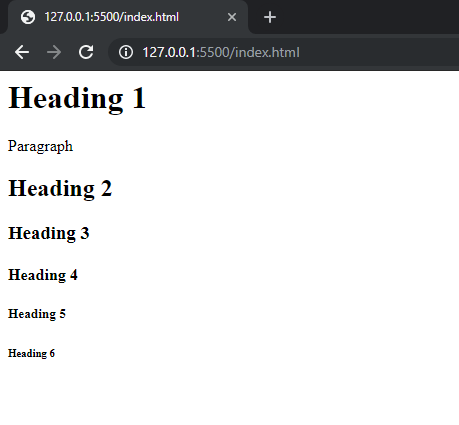 127.0.0.1:5500/index.html
127.0.0.1:5500/index.html
Heading 1
Paragraph
Heading 2
Heading 3
Heading 4
Heading 5
Heading 6